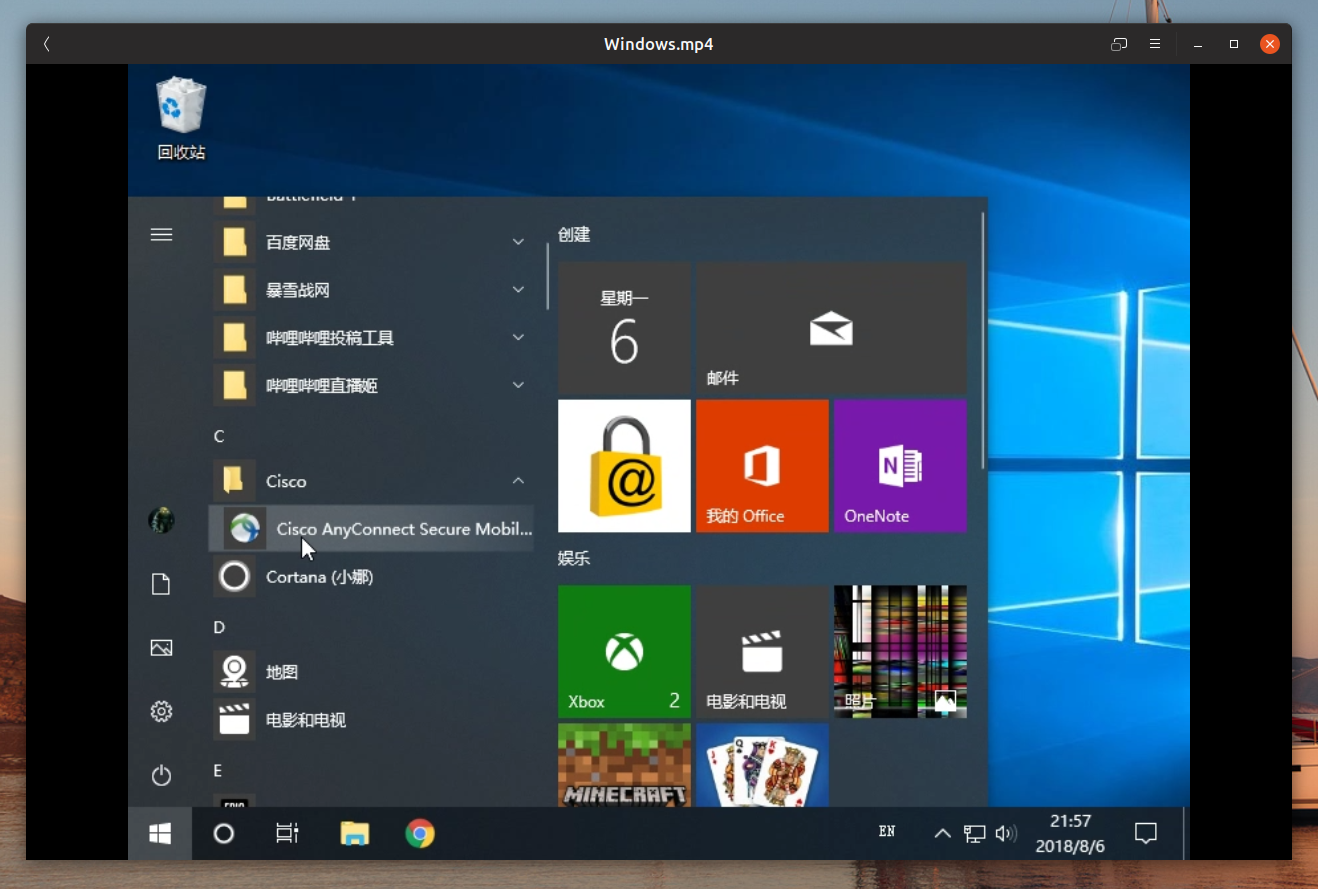 Windows.mp4
回收站
Battlefield 1
百度网盘
暴雪战网
哔哩哔哩投稿工具
哔哩哔哩直播姬
C
Cisco
Cisco AnyConnect Secure Mobil...
Cortana (小娜)
D
地图
电影和电视
E
EPIC
创建
星期一
6
邮件
@
我的 Office
N
OneNote
娱乐
Xbox
2
电影和电视
照片
MINECRAFT
J
Q
K
EN
21:57
2018/8/6